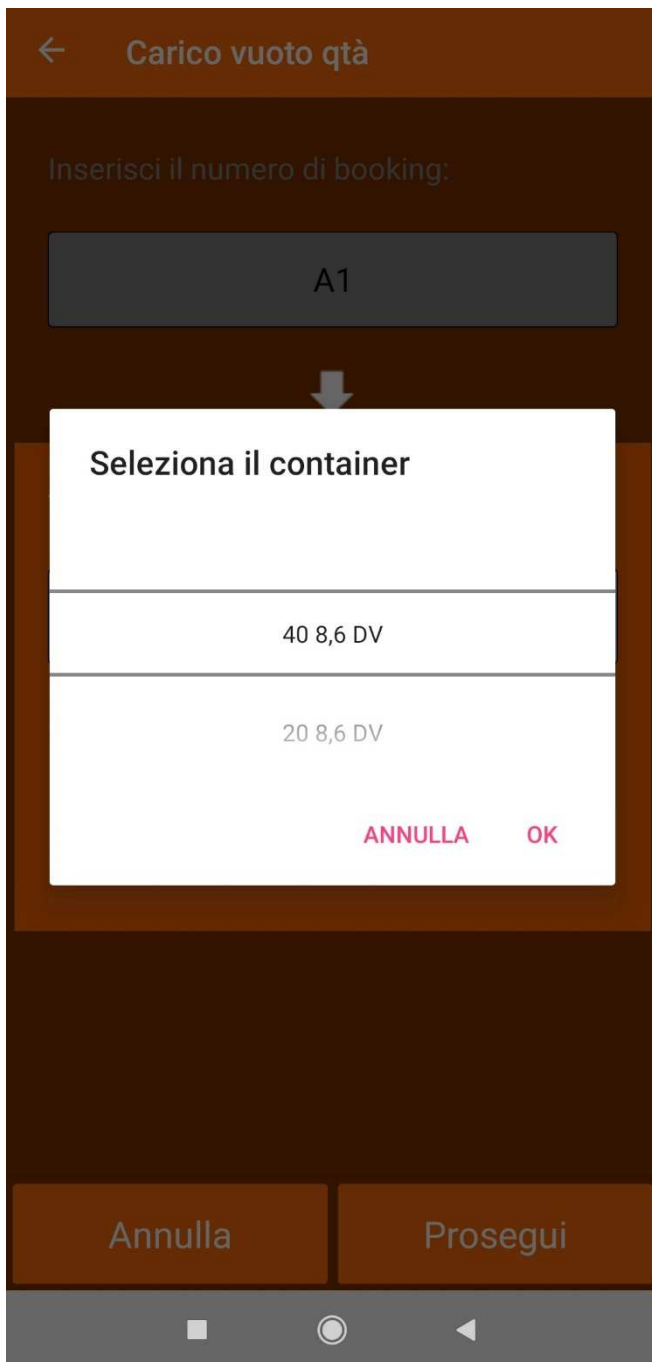 Carico vuoto qtà
Inserisci il numero di booking:
A1
Seleziona il container
40 8,6 DV
20 8,6 DV
ANNULLA OK
Annulla Prosegui